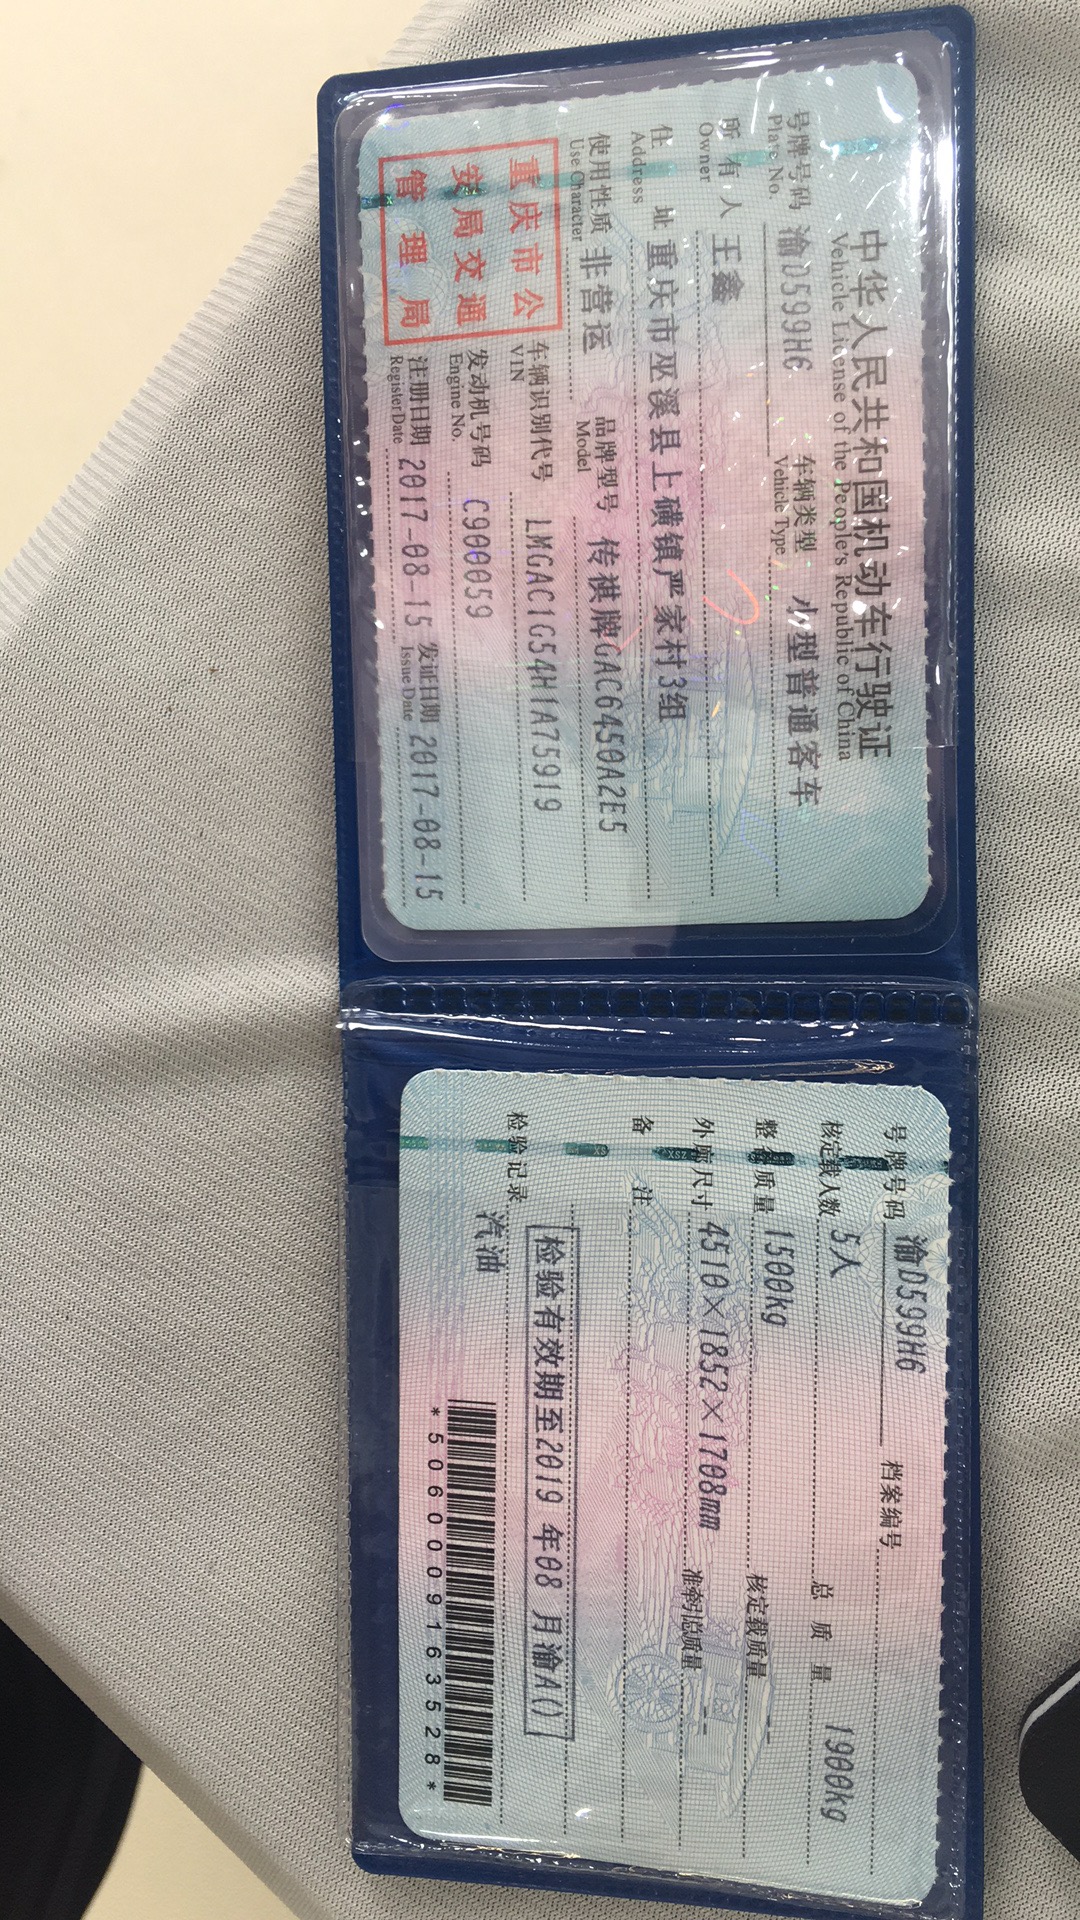 中华人民共和国机动车行驶证
Vehicle License of the People's Republic of China
号牌号码 渝D599H6 车辆类型 小型普通客车
Plate No. Vehicle Type
所有人 王鑫
Owner
住址 重庆市巫溪县上磺镇严家村3组
Address
使用性质 非营运 品牌型号 传祺牌GAC6450A2E5
Use Character Model
重庆市公
安局交通
管理局
车辆识别代号 LMGAC1G54H1A75919
VIN
发动机号码 C900059
Engine No.
注册日期 2017-08-15 发证日期 2017-08-15
Register Date Issue Date
号牌号码 渝D599H6 档案编号
核定载人数 5人 总质量 1900kg
整备质量 1500kg 核定载质量 --
外廓尺寸 4510×1852×1708mm 准牵引总质量 --
备注
检验有效期至2019 年08 月渝A()
检验记录
汽油
*5060009163528*